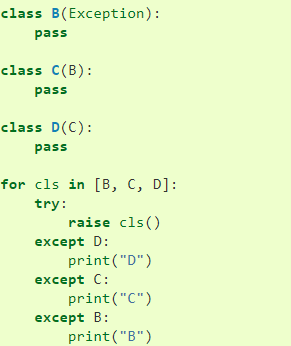 class B(Exception):
    pass

class C(B):
    pass

class D(C):
    pass

for cls in [B, C, D]:
    try:
        raise cls()
    except D:
        print("D")
    except C:
        print("C")
    except B:
        print("B")